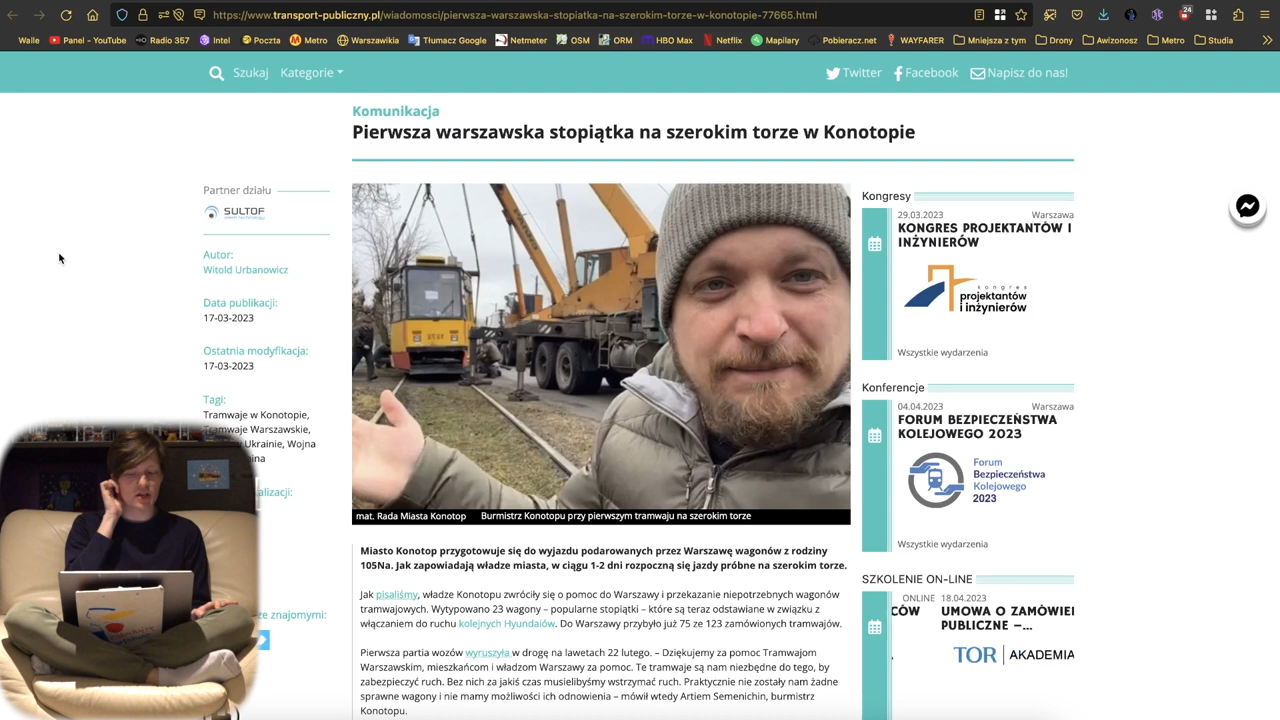 https://www.transport-publiczny.pl/wiadomosci/pierwsza-warszawska-stopiatka-na-szerokim-torze-w-konotopie-77665.html
24
Walle Panel - YouTube Radio 357 Intel Poczta Metro Warszawikia Tłumacz Google Netmeter OSM ORM HBO Max Netflix Mapilary Pobieracz.net WAYFARER Mniejsza z tym Drony Awizonosz Metro Studia
Szukaj Kategorie Twitter Facebook Napisz do nas!
Komunikacja
Pierwsza warszawska stopiątka na szerokim torze w Konotopie
Partner działu
SULTOF
Autor:
Witold Urbanowicz
Data publikacji:
17-03-2023
Ostatnia modyfikacja:
17-03-2023
Tagi:
Tramwaje w Konotopie,
Tramwaje Warszawskie,
Ukrainie, Wojna
aina
alizacji:
ze znajomymi:
mat. Rada Miasta Konotop Burmistrz Konotopu przy pierwszym tramwaju na szerokim torze
Miasto Konotop przygotowuje się do wyjazdu podarowanych przez Warszawę wagonów z rodziny
105Na. Jak zapowiadają władze miasta, w ciągu 1-2 dni rozpoczną się jazdy próbne na szerokim torze.
Jak pisaliśmy, władze Konotopu zwróciły się o pomoc do Warszawy i przekazanie niepotrzebnych wagonów
tramwajowych. Wytypowano 23 wagony – popularne stopiątki – które są teraz odstawiane w związku z
włączaniem do ruchu kolejnych Hyundaiów. Do Warszawy przybyło już 75 ze 123 zamówionych tramwajów.
Pierwsza partia wozów wyruszyła w drogę na lawetach 22 lutego. – Dziękujemy za pomoc Tramwajom
Warszawskim, mieszkańcom i władzom Warszawy za pomoc. Te tramwaje są nam niezbędne do tego, by
zabezpieczyć ruch. Bez nich za jakiś czas musielibyśmy wstrzymać ruch. Praktycznie nie zostały nam żadne
sprawne wagony i nie mamy możliwości ich odnowienia – mówił wtedy Artiem Semenichin, burmistrz
Konotopu.
Kongresy
29.03.2023 Warszawa
KONGRES PROJEKTANTÓW I
INŻYNIERÓW
kongres
projektantów
i inżynierów
Wszystkie wydarzenia
Konferencje
04.04.2023 Warszawa
FORUM BEZPIECZEŃSTWA
KOLEJOWEGO 2023
Forum
Bezpieczeństwa
Kolejowego
2023
Wszystkie wydarzenia
SZKOLENIE ON-LINE
ONLINE 18.04.2023
CÓW UMOWA O ZAMÓWIE
PUBLICZNE –...
TOR AKADEMIA